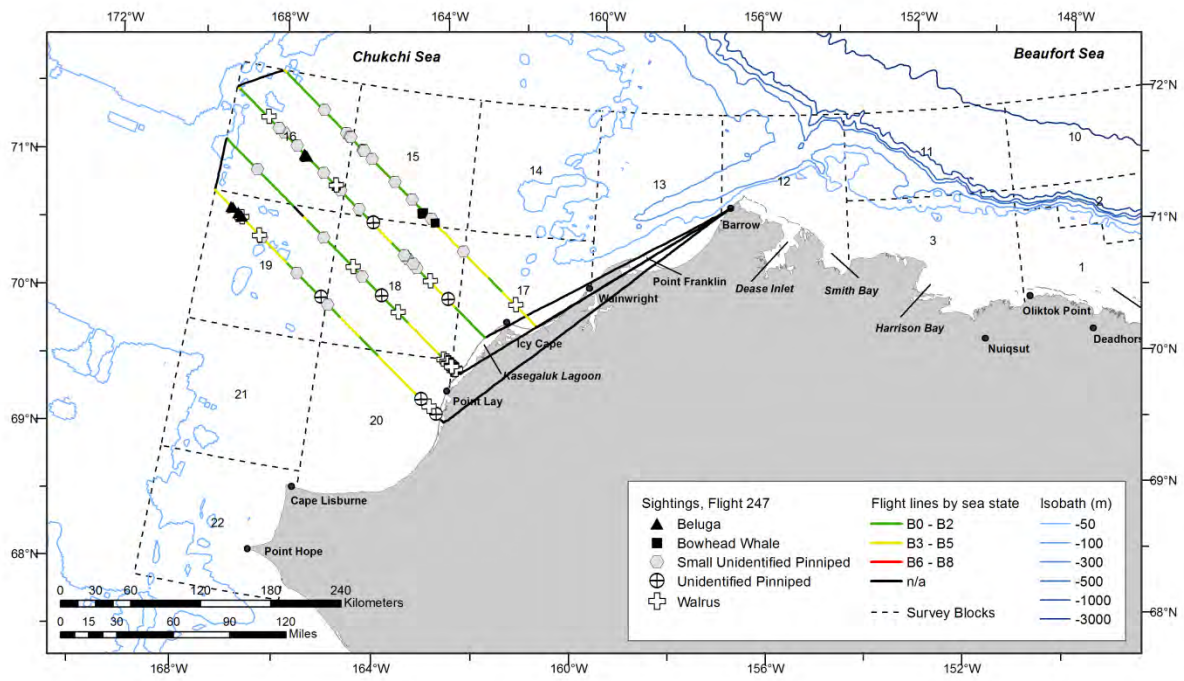 172°W 168°W 164°W 160°W 156°W 152°W 148°W
Chukchi Sea
Beaufort Sea
72°N
71°N 71°N
70°N 70°N
69°N 69°N
68°N 68°N
10
11
16
15
14
13
12
2
3
1
19
18
17
21
20
22
Barrow
Point Franklin
Wainwright
Dease Inlet
Smith Bay
Harrison Bay
Oliktok Point
Nuiqsut
Deadhors
Icy Cape
Kasegaluk Lagoon
Point Lay
Cape Lisburne
Point Hope
0 30 60 120 180 240
Kilometers
0 15 30 60 90 120
Miles
Sightings, Flight 247
Beluga
Bowhead Whale
Small Unidentified Pinniped
Unidentified Pinniped
Walrus
Flight lines by sea state
B0 - B2
B3 - B5
B6 - B8
n/a
Survey Blocks
Isobath (m)
-50
-100
-300
-500
-1000
-3000
168°W 164°W 160°W 156°W 152°W